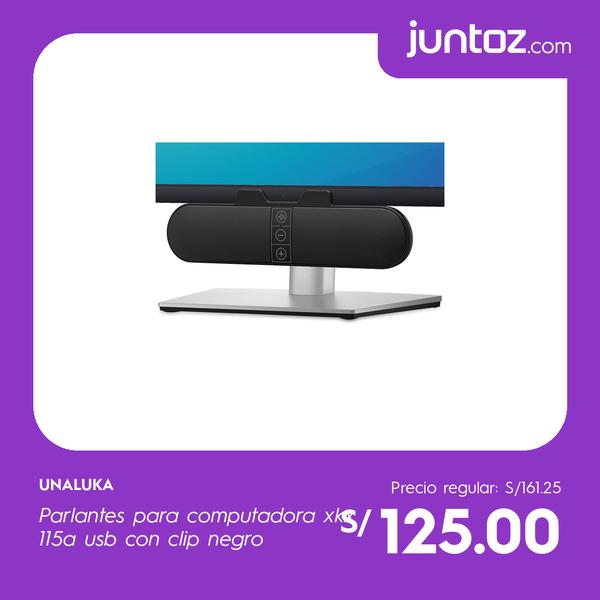 juntoz.com
UNALUKA
Parlantes para computadora
115a usb con clip negro
Precio regular: S/161.25
S/125.00